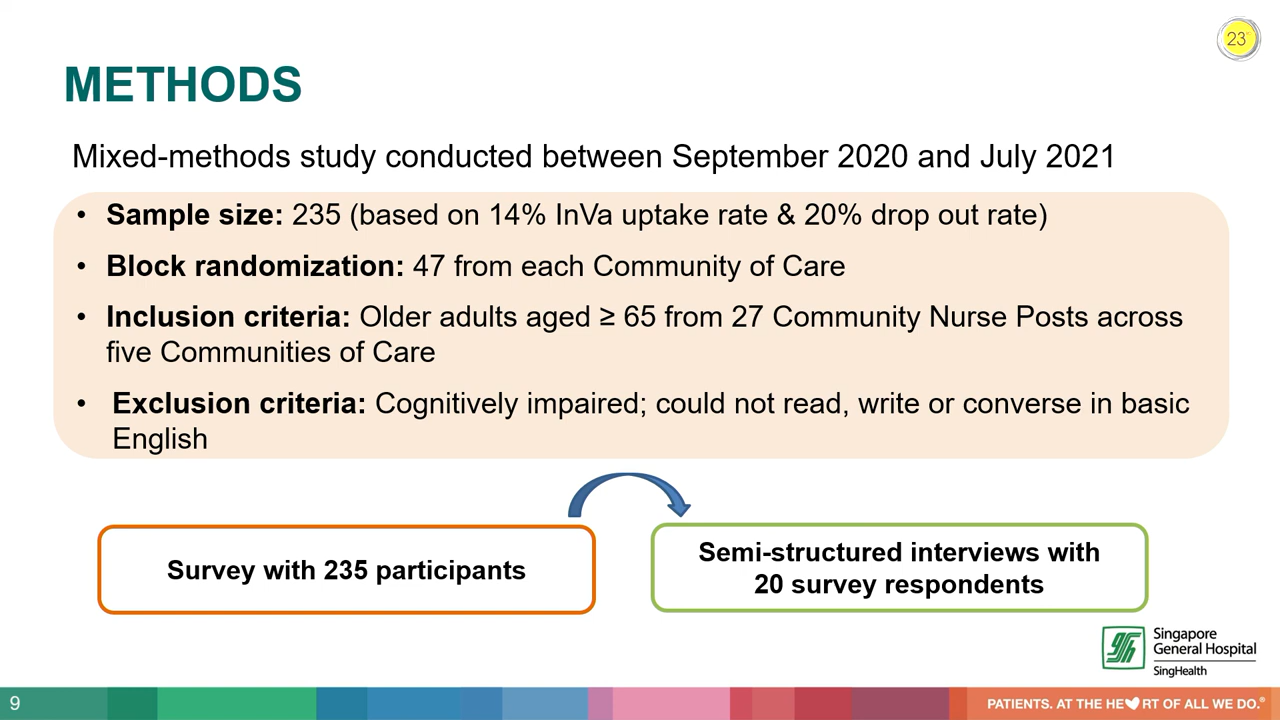 23
METHODS
Mixed-methods study conducted between September 2020 and July 2021
• Sample size: 235 (based on 14% InVa uptake rate & 20% drop out rate)
• Block randomization: 47 from each Community of Care
• Inclusion criteria: Older adults aged ≥ 65 from 27 Community Nurse Posts across
five Communities of Care
• Exclusion criteria: Cognitively impaired; could not read, write or converse in basic
English
Survey with 235 participants
Semi-structured interviews with
20 survey respondents
Singapore
General Hospital
SingHealth
9
PATIENTS. AT THE HE❤RT OF ALL WE DO.®